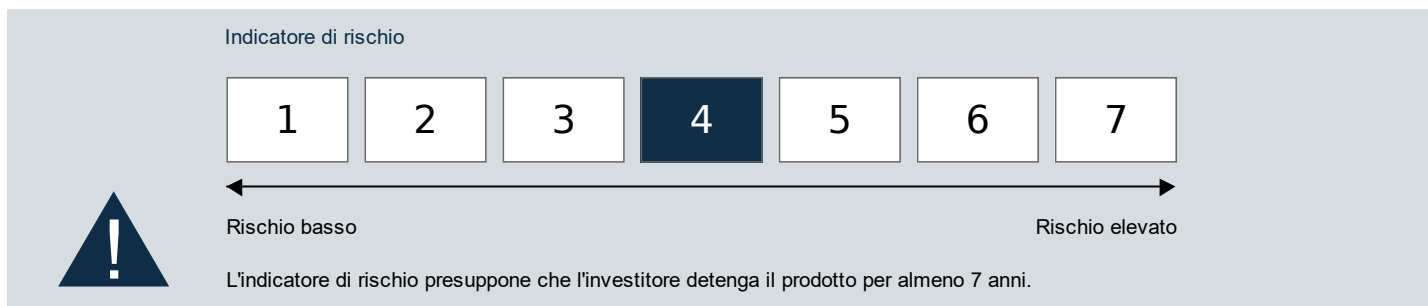 Indicatore di rischio
1 2 3 4 5 6 7
Rischio basso Rischio elevato
!
L'indicatore di rischio presuppone che l'investitore detenga il prodotto per almeno 7 anni.